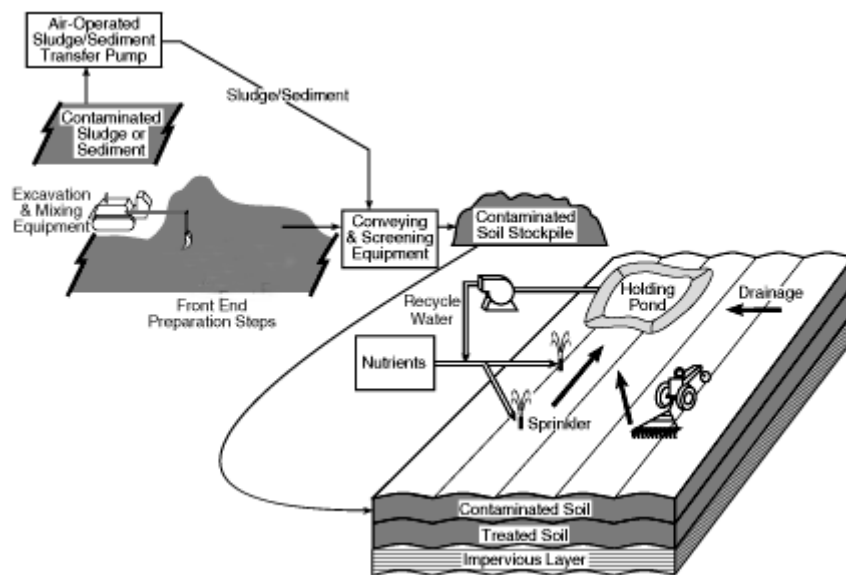 Air-Operated
Sludge/Sediment
Transfer Pump
Sludge/Sediment
Contaminated
Sludge or
Sediment
Excavation
& Mixing
Equipment
Conveying
& Screening
Equipment
Contaminated
Soil Stockpile
Front End
Preparation Steps
Recycle
Water
Holding
Pond
Drainage
Nutrients
Sprinkler
Contaminated Soil
Treated Soil
Impervious Layer